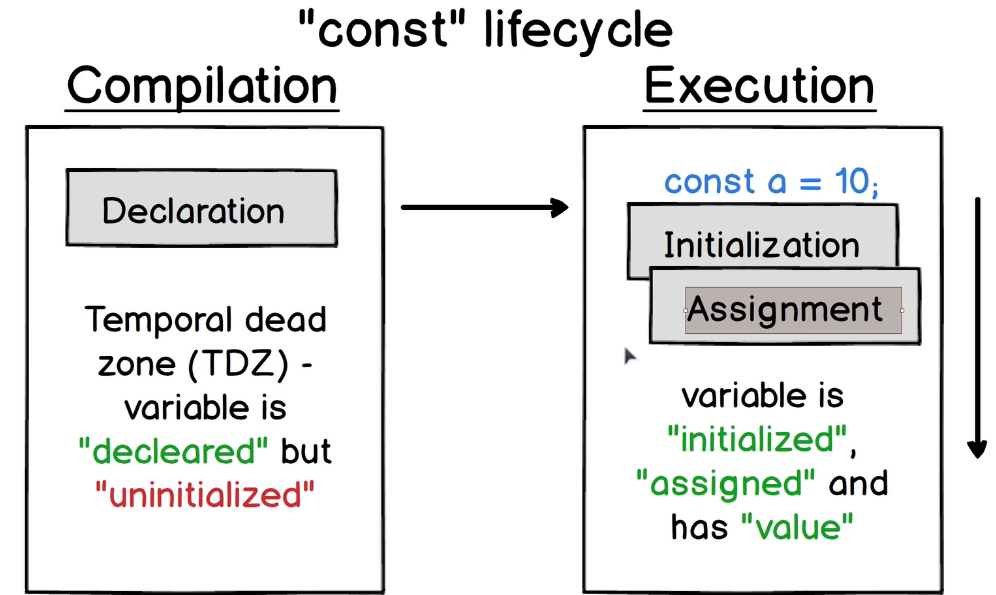 "const" lifecycle
Compilation
Declaration
Temporal dead
zone (TDZ) -
variable is
"decleared" but
"uninitialized"
Execution
const a = 10;
Initialization
Assignment
variable is
"initialized",
"assigned" and
has "value"